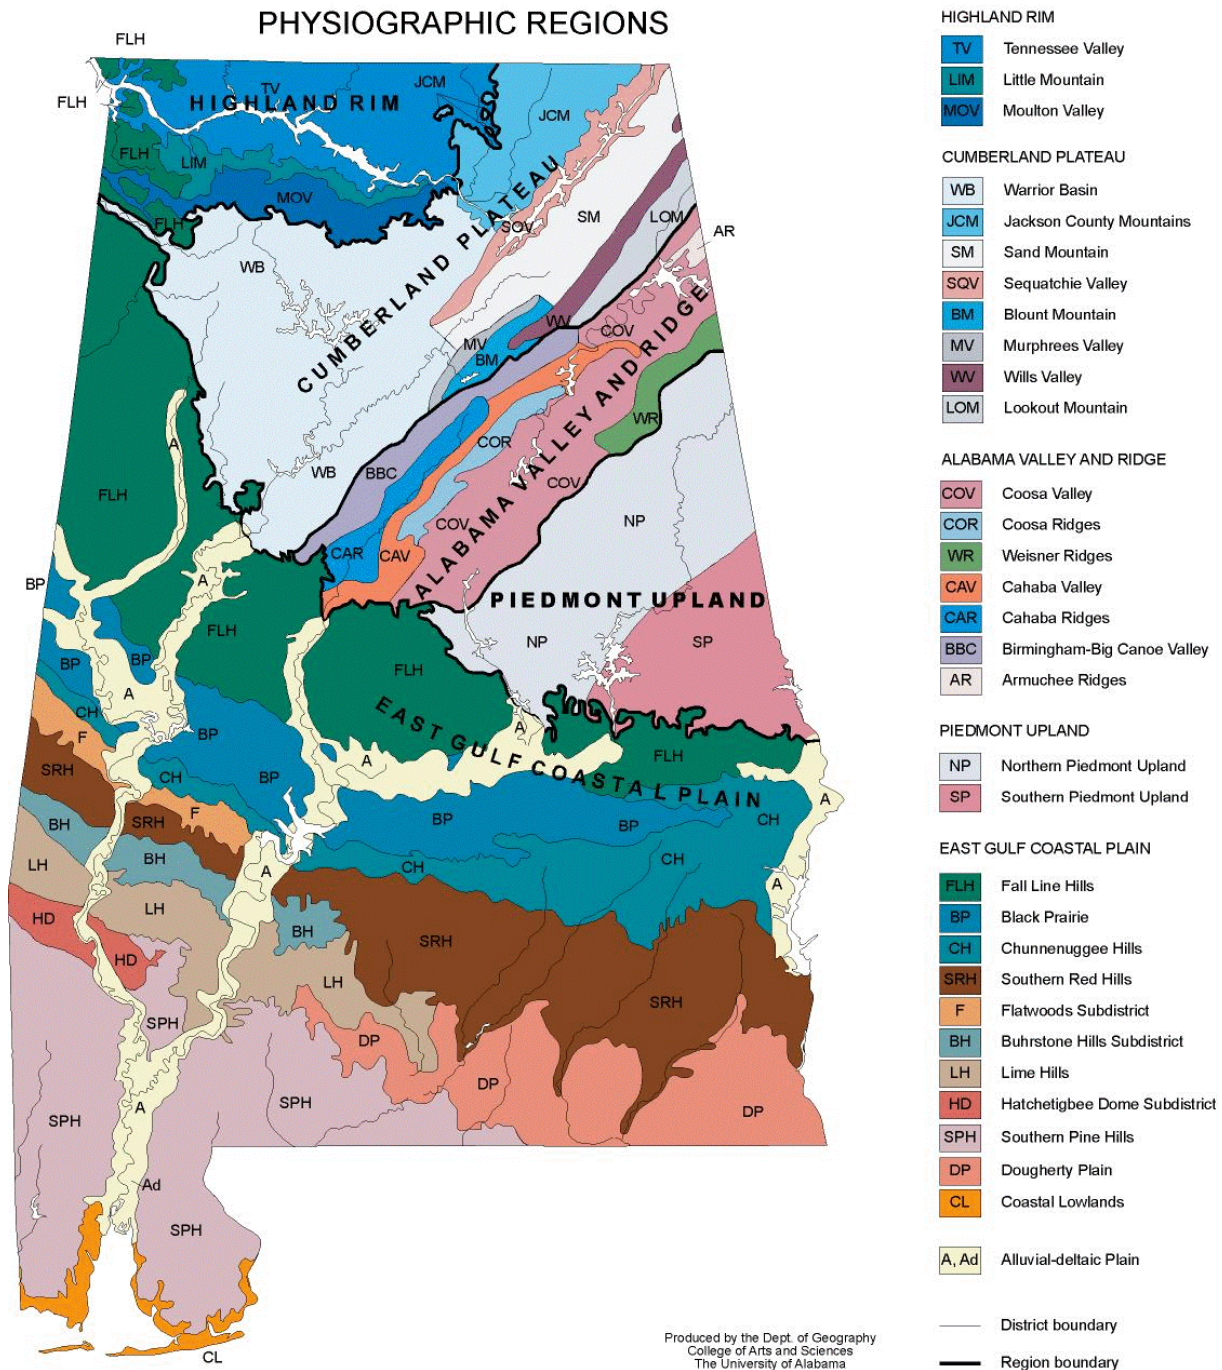 PHYSIOGRAPHIC REGIONS
FLH
FLH
TV
HIGHLAND RIM
JCM
JCM
FLH
LIM
MOV
FLH
SQV
SM
LOM
AR
WB
CUMBERLAND PLATEAU
WV
COV
MV
BM
WR
A
COR
WB
BBC
COV
FLH
NP
COV
CAR
CAV
ALABAMA VALLEY AND RIDGE
A
BP
PIEDMONT UPLAND
FLH
NP
SP
BP
BP
FLH
A
CH
EAST GULF COASTAL PLAIN
F
BP
A
A
FLH
SRH
CH
BP
A
F
BH
SRH
BP
BP
CH
BH
LH
CH
CH
A
A
LH
HD
BH
SRH
HD
LH
SRH
SPH
DP
DP
SPH
SPH
A
DP
Ad
SPH
CL
Produced by the Dept. of Geography
College of Arts and Sciences
The University of Alabama
HIGHLAND RIM
TV Tennessee Valley
LIM Little Mountain
MOV Moulton Valley
CUMBERLAND PLATEAU
WB Warrior Basin
JCM Jackson County Mountains
SM Sand Mountain
SQV Sequatchie Valley
BM Blount Mountain
MV Murphrees Valley
WV Wills Valley
LOM Lookout Mountain
ALABAMA VALLEY AND RIDGE
COV Coosa Valley
COR Coosa Ridges
WR Weisner Ridges
CAV Cahaba Valley
CAR Cahaba Ridges
BBC Birmingham-Big Canoe Valley
AR Armuchee Ridges
PIEDMONT UPLAND
NP Northern Piedmont Upland
SP Southern Piedmont Upland
EAST GULF COASTAL PLAIN
FLH Fall Line Hills
BP Black Prairie
CH Chunnenuggee Hills
SRH Southern Red Hills
F Flatwoods Subdistrict
BH Buhrstone Hills Subdistrict
LH Lime Hills
HD Hatchetigbee Dome Subdistrict
SPH Southern Pine Hills
DP Dougherty Plain
CL Coastal Lowlands
A, Ad Alluvial-deltaic Plain
District boundary
Region boundary